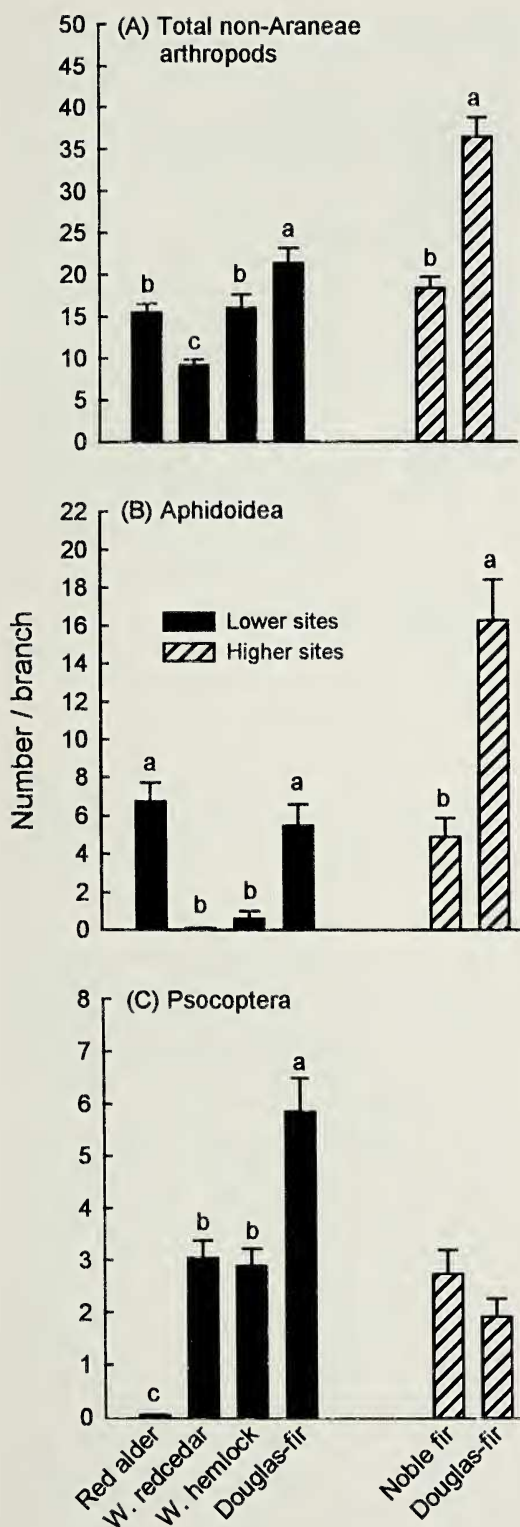 (A) Total non-Araneae
arthropods
50
45
40
35
30
25
20
15
10
5
0
b
c
b
a
b
a
(B) Aphidoidea
22
20
18
16
14
12
10
8
6
4
2
0
Lower sites
Higher sites
a
b
b
a
b
a
Number / branch
(C) Psocoptera
8
7
6
5
4
3
2
1
0
c
b
b
a
Red alder
W. redcedar
W. hemlock
Douglas-fir
Noble fir
Douglas-fir